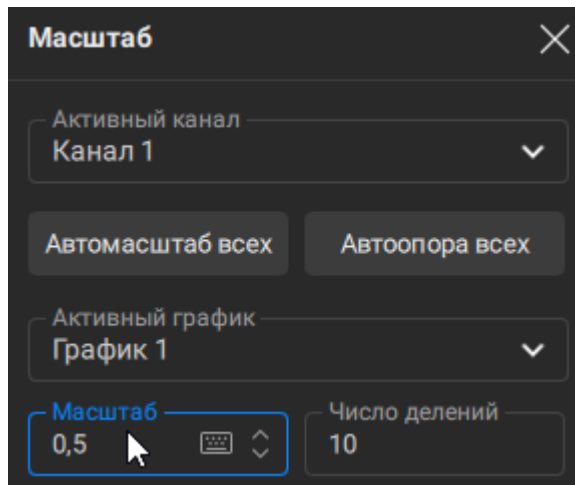 Масштаб
Активный канал
Канал 1
Автомасштаб всех
Автоопора всех
Активный график
График 1
Масштаб
Число делений
0,5
10